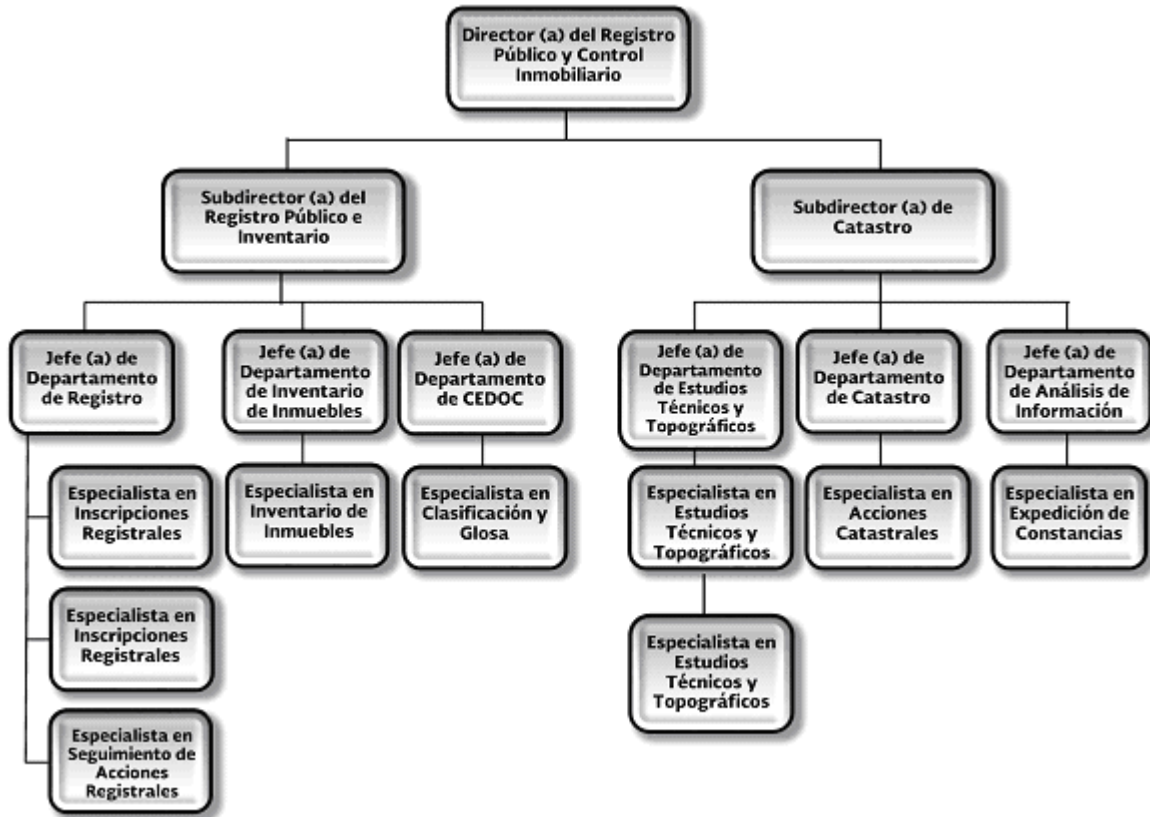 Director (a) del Registro
Público y Control
Inmobiliario
Subdirector (a) del
Registro Público e
Inventario
Subdirector (a) de
Catastro
Jefe (a) de
Departamento
de Registro
Jefe (a) de
Departamento
de Inventario
de Inmuebles
Jefe (a) de
Departamento
de CEDOC
Jefe (a) de
Departamento
de Estudios
Técnicos y
Topográficos
Jefe (a) de
Departamento
de Catastro
Jefe (a) de
Departamento
de Análisis de
Información
Especialista en
Inscripciones
Registrales
Especialista en
Inventario de
Inmuebles
Especialista en
Clasificación y
Glosa
Especialista en
Estudios
Técnicos y
Topográficos
Especialista en
Acciones
Catastrales
Especialista en
Expedición de
Constancias
Especialista en
Inscripciones
Registrales
Especialista en
Estudios
Técnicos y
Topográficos
Especialista en
Seguimiento de
Acciones
Registrales